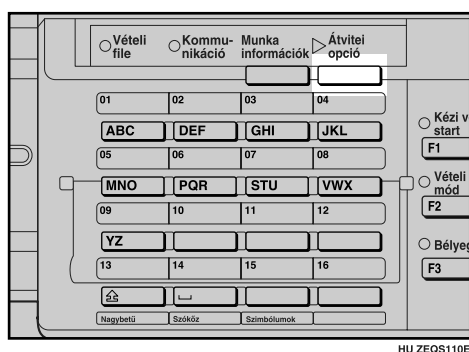 Vételi file
Kommu-nikáció
Munka információk
Átvitei opció
01 02 03 04
ABC DEF GHI JKL
Kézi v start
F1
05 06 07 08
MNO PQR STU VWX
Vételi mód
F2
09 10 11 12
YZ
Bélyeg
F3
13 14 15 16
Nagybetű Szóköz Szimbólumok
HU ZEQS110E